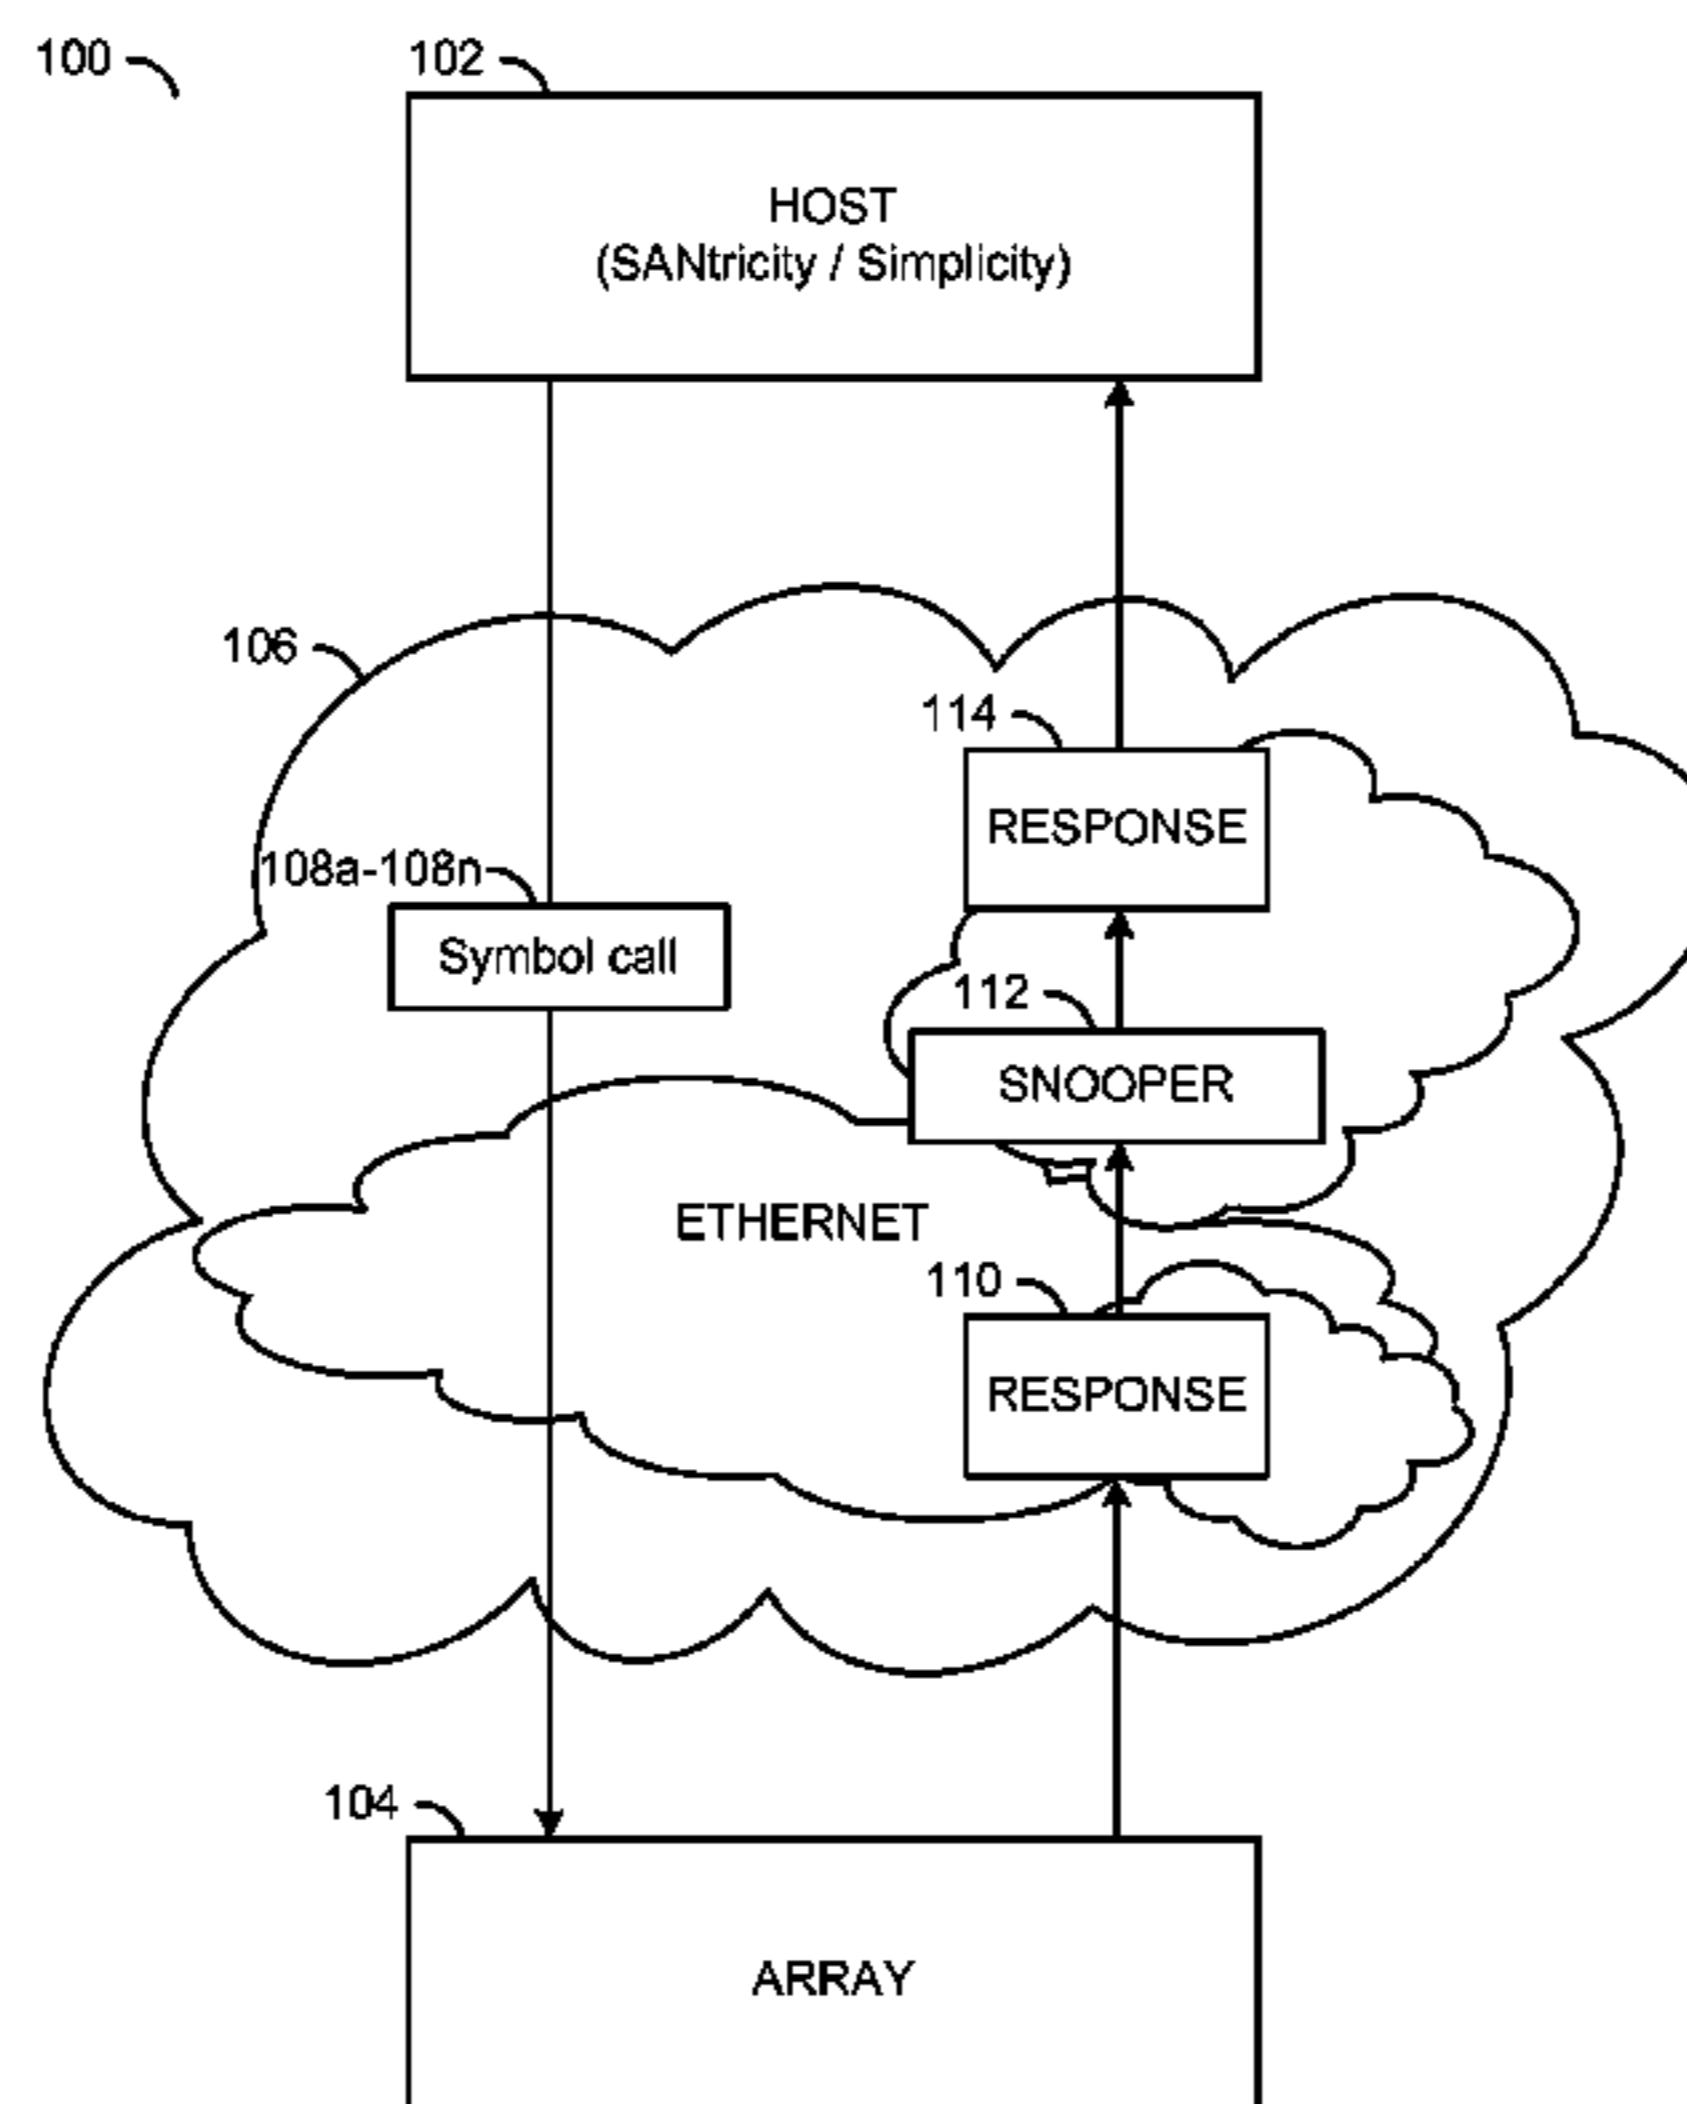 100
102
HOST
(SANtricity / Simplicity)
106
114
RESPONSE
108a-108n
Symbol call
112
SNOOPER
ETHERNET
110
RESPONSE
104
ARRAY